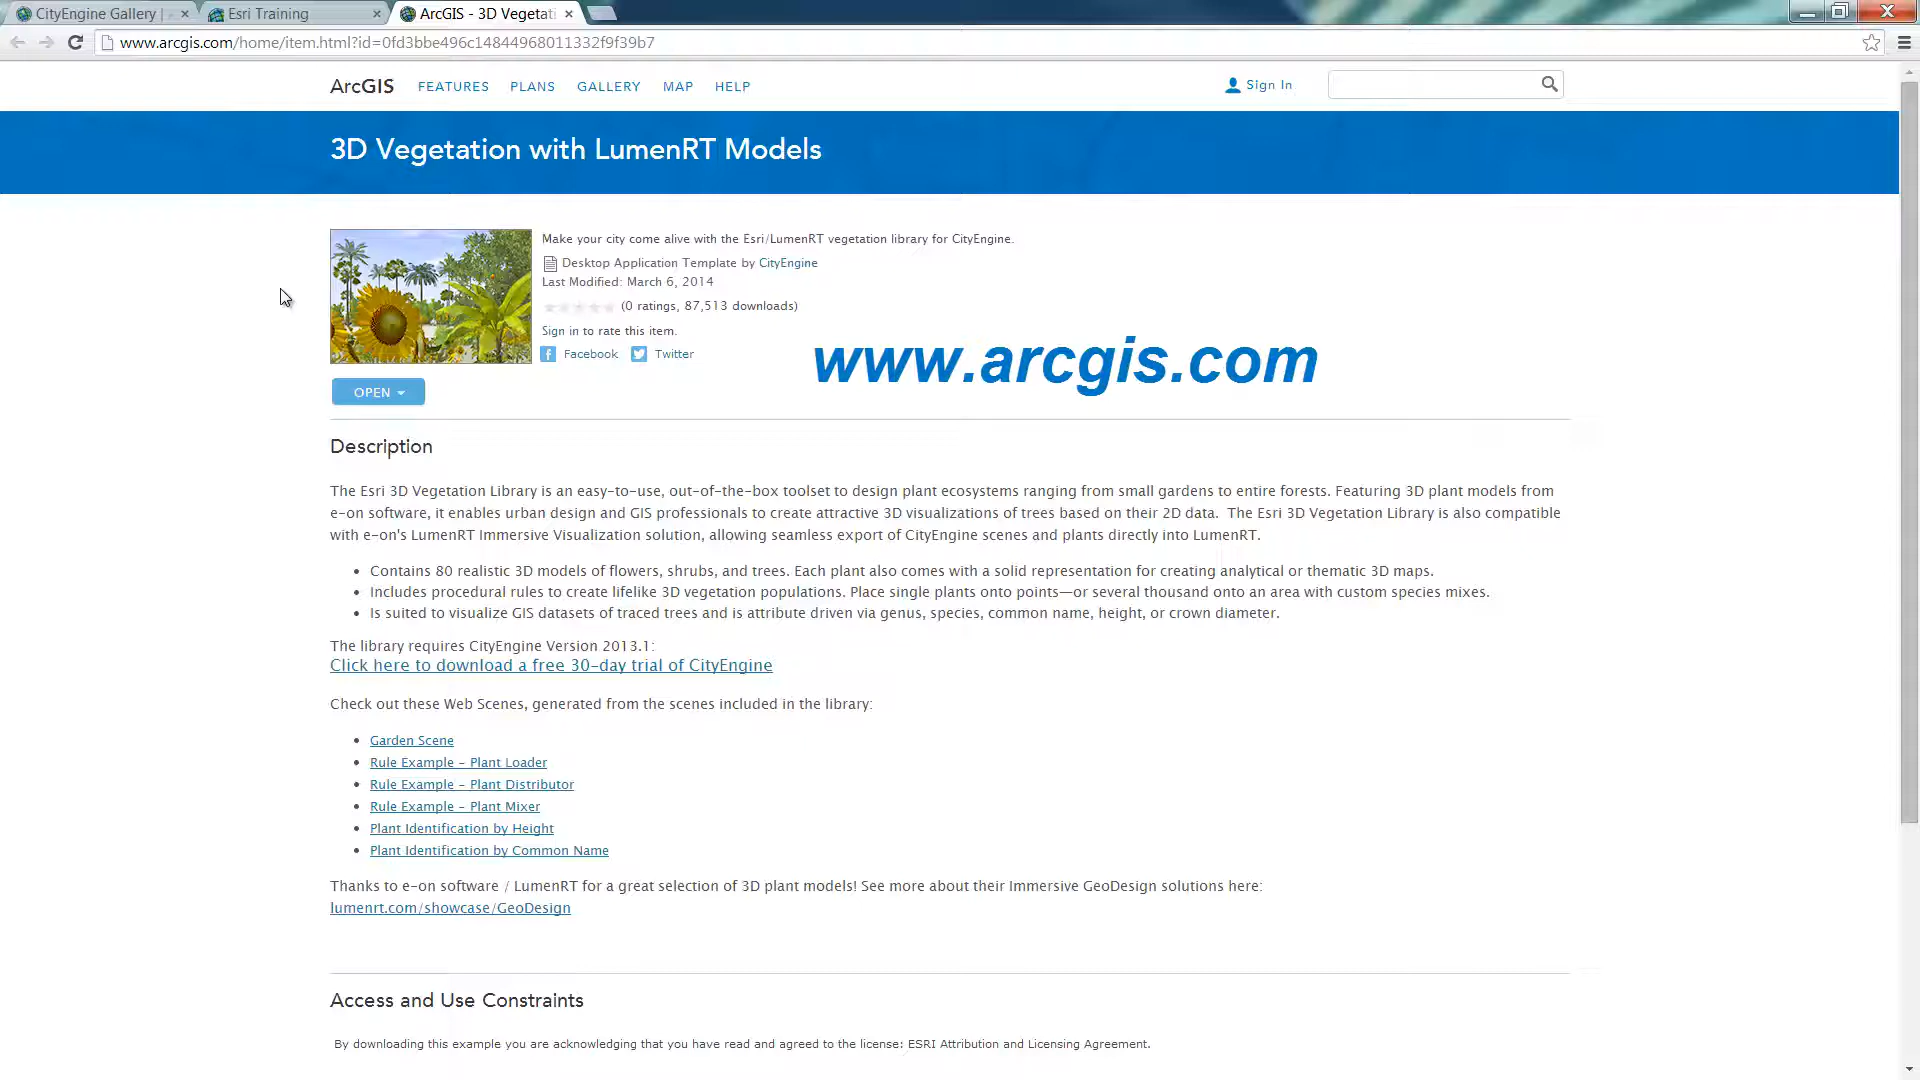 CityEngine Gallery |
Esri Training
ArcGIS - 3D Vegetati
www.arcgis.com/home/item.html?id=0fd3bbe496c14844968011332f9f39b7
ArcGIS FEATURES PLANS GALLERY MAP HELP Sign In
3D Vegetation with LumenRT Models
Make your city come alive with the Esri/LumenRT vegetation library for CityEngine.
Desktop Application Template by CityEngine
Last Modified: March 6, 2014
(0 ratings, 87,513 downloads)
Sign in to rate this item.
Facebook Twitter
www.arcgis.com
OPEN
Description
The Esri 3D Vegetation Library is an easy-to-use, out-of-the-box toolset to design plant ecosystems ranging from small gardens to entire forests. Featuring 3D plant models from
e-on software, it enables urban design and GIS professionals to create attractive 3D visualizations of trees based on their 2D data. The Esri 3D Vegetation Library is also compatible
with e-on's LumenRT Immersive Visualization solution, allowing seamless export of CityEngine scenes and plants directly into LumenRT.
• Contains 80 realistic 3D models of flowers, shrubs, and trees. Each plant also comes with a solid representation for creating analytical or thematic 3D maps.
• Includes procedural rules to create lifelike 3D vegetation populations. Place single plants onto points—or several thousand onto an area with custom species mixes.
• Is suited to visualize GIS datasets of traced trees and is attribute driven via genus, species, common name, height, or crown diameter.
The library requires CityEngine Version 2013.1:
Click here to download a free 30-day trial of CityEngine
Check out these Web Scenes, generated from the scenes included in the library:
• Garden Scene
• Rule Example - Plant Loader
• Rule Example - Plant Distributor
• Rule Example - Plant Mixer
• Plant Identification by Height
• Plant Identification by Common Name
Thanks to e-on software / LumenRT for a great selection of 3D plant models! See more about their Immersive GeoDesign solutions here:
lumenrt.com/showcase/GeoDesign
Access and Use Constraints
By downloading this example you are acknowledging that you have read and agreed to the license: ESRI Attribution and Licensing Agreement.